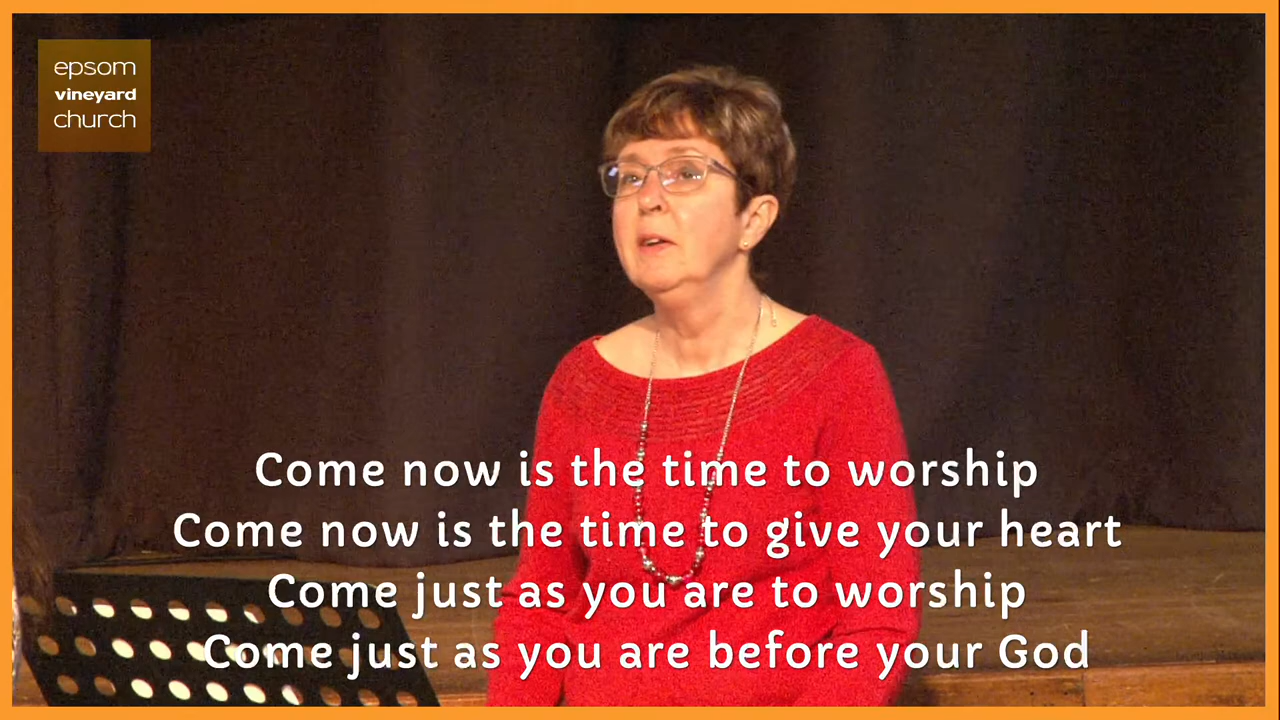 epsom
vineyard
church
Come now is the time to worship
Come now is the time to give your heart
Come just as you are to worship
Come just as you are before your God